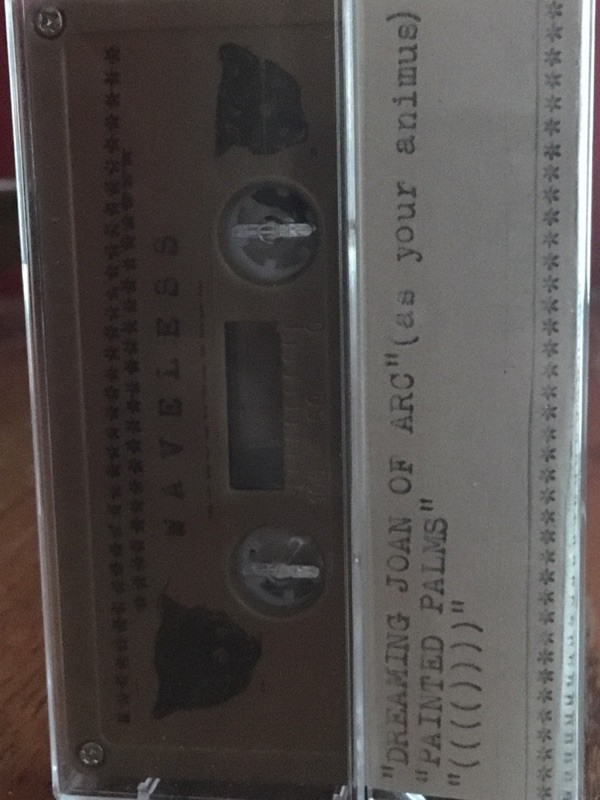 WAVELESS
"DREAMING JOAN OF ARC"(as your animus)
"PAINTED PALMS"
"(((())))"